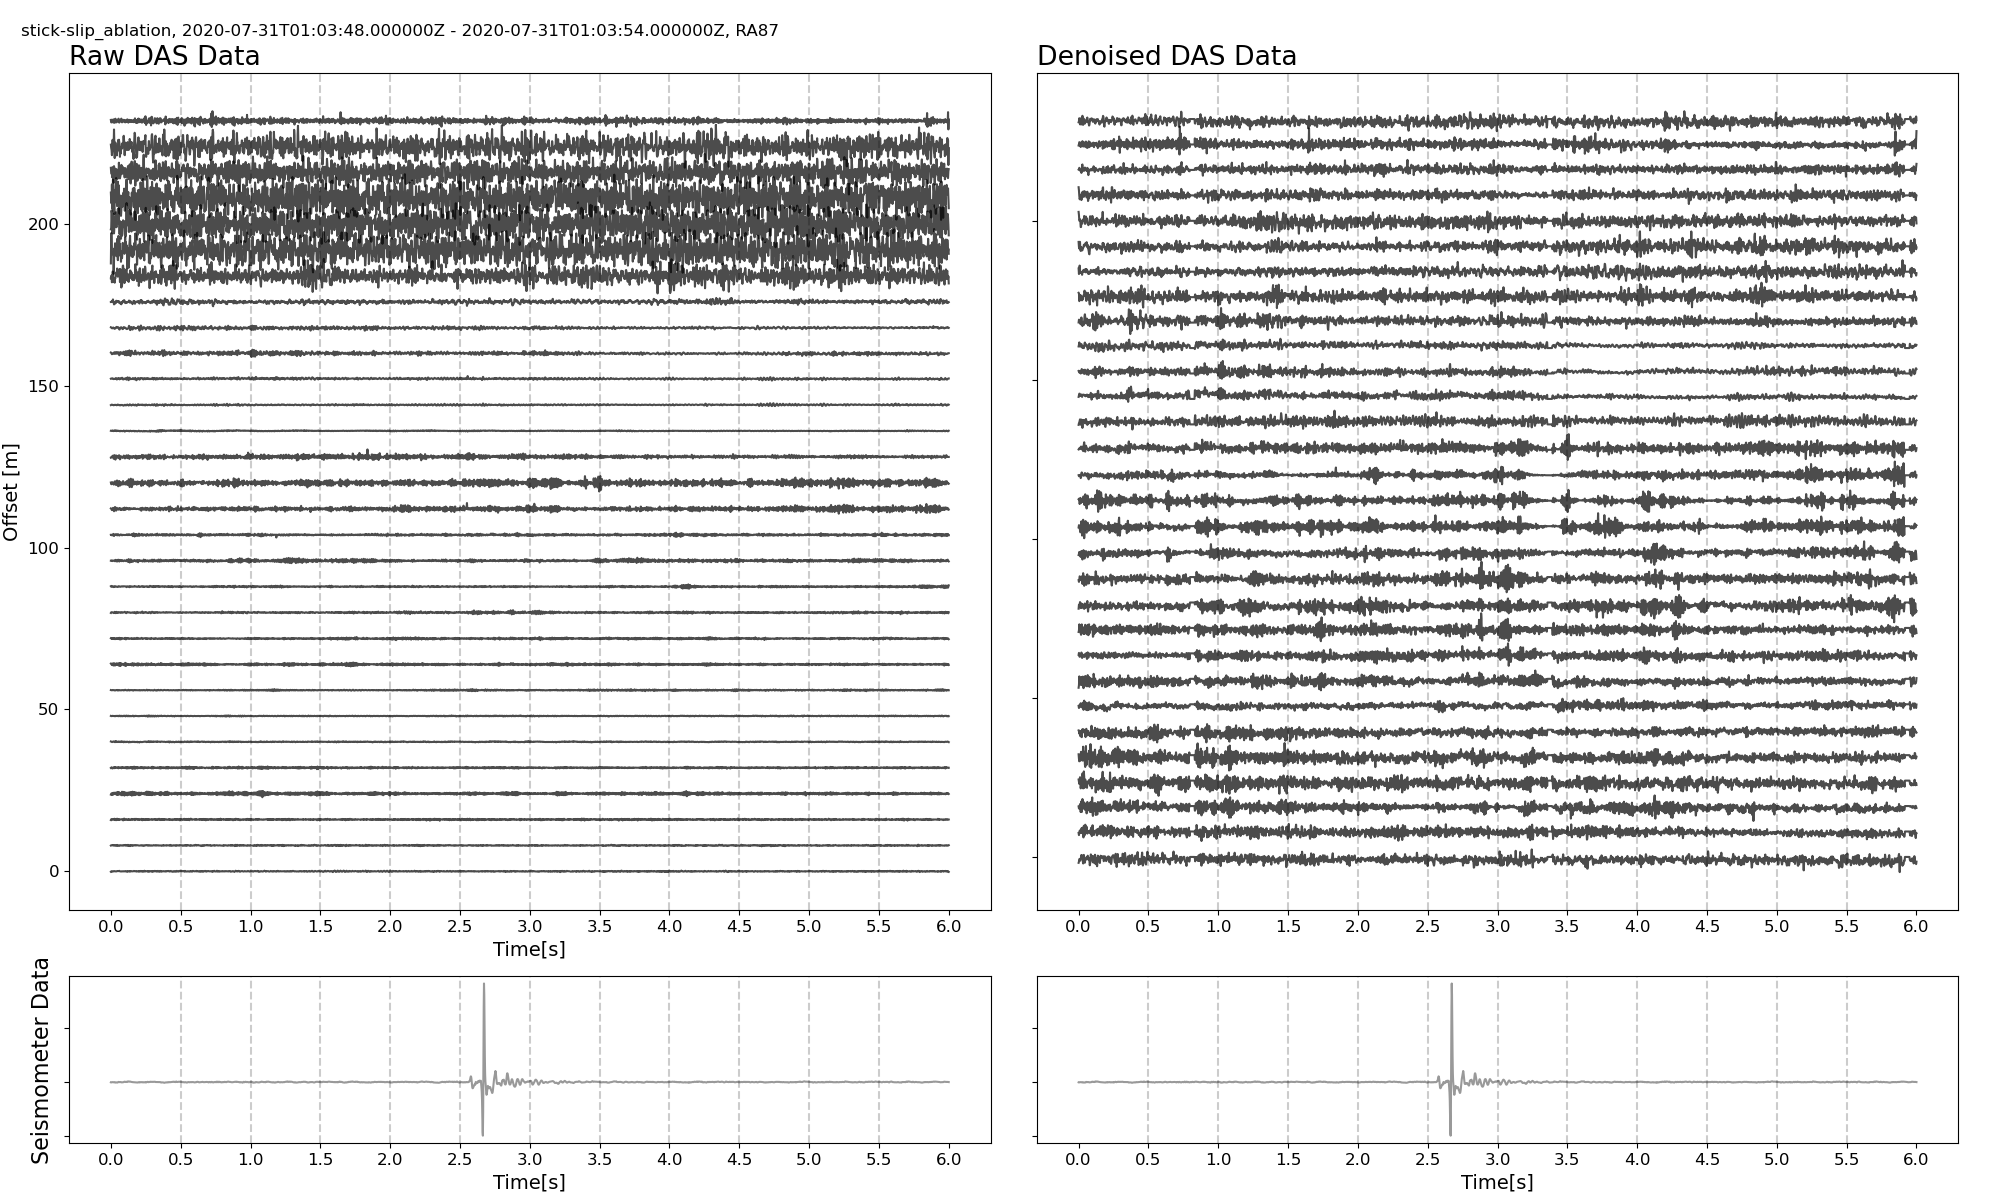 stick-slip_ablation, 2020-07-31T01:03:48.000000Z - 2020-07-31T01:03:54.000000Z, RA87
Raw DAS Data
Denoised DAS Data
Offset [m]
200
150
100
50
0
0.0 0.5 1.0 1.5 2.0 2.5 3.0 3.5 4.0 4.5 5.0 5.5 6.0
Time[s]
0.0 0.5 1.0 1.5 2.0 2.5 3.0 3.5 4.0 4.5 5.0 5.5 6.0
Seismometer Data
0.0 0.5 1.0 1.5 2.0 2.5 3.0 3.5 4.0 4.5 5.0 5.5 6.0
Time[s]
0.0 0.5 1.0 1.5 2.0 2.5 3.0 3.5 4.0 4.5 5.0 5.5 6.0
Time[s]